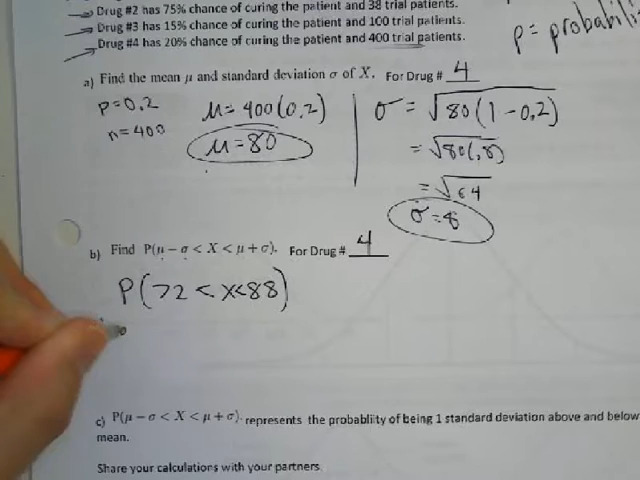 Drug #2 has 75% chance of curing the patient and 38 trial patients.
Drug #3 has 15% chance of curing the patient and 100 trial patients.
Drug #4 has 20% chance of curing the patient and 400 trial patients.
p = probabili
a) Find the mean μ and standard deviation σ of X. For Drug # 4
p=0.2
n=400
μ= 400(0.2)
μ=80
σ = √80(1-0.2)
= √80(.8)
= √64
σ=8
b) Find P(μ − σ < X < μ + σ). For Drug # 4
P(72 < x<88)
c) P(μ − σ < X < μ + σ). represents the probablility of being 1 standard deviation above and below
mean.
Share your calculations with your partners